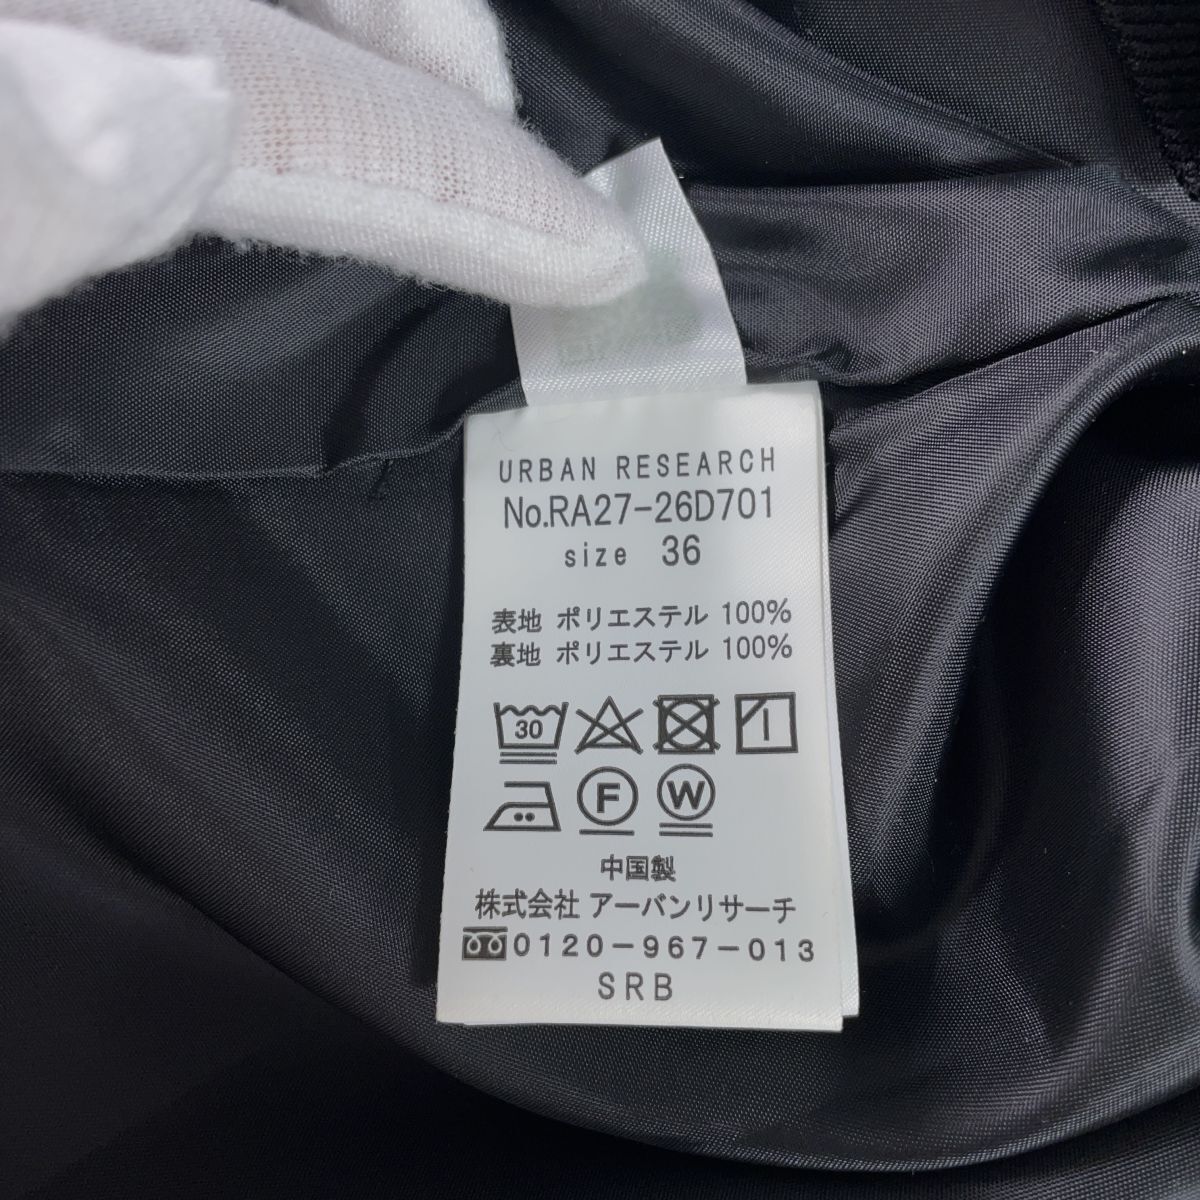 URBAN RESEARCH
No.RA27-26D701
size 36
表地 ポリエステル 100%
裏地 ポリエステル 100%
30
F W
中国製
株式会社 アーバンリサーチ
0120-967-013
SRB